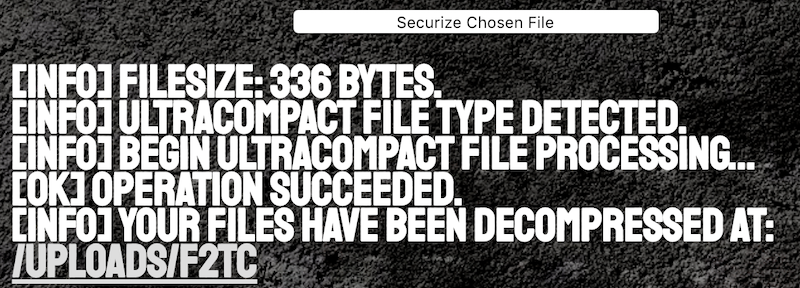 Securize Chosen File
[INFO] FILESIZE: 336 BYTES.
[INFO] ULTRACOMPACT FILE TYPE DETECTED.
[INFO] BEGIN ULTRACOMPACT FILE PROCESSING...
[OK] OPERATION SUCCEEDED.
[INFO] YOUR FILES HAVE BEEN DECOMPRESSED AT:
/UPLOADS/F2TC